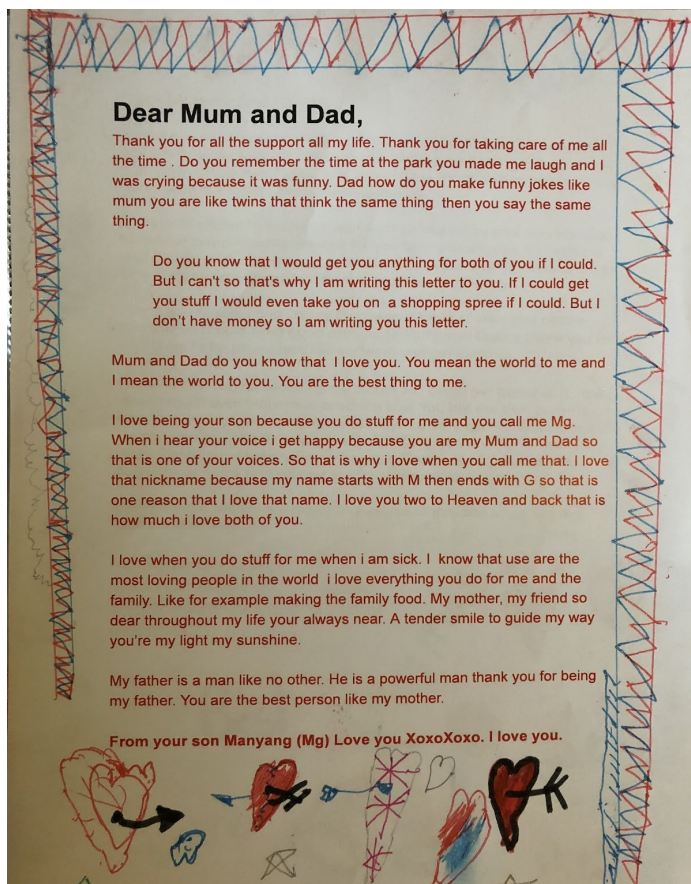 Dear Mum and Dad,
Thank you for all the support all my life. Thank you for taking care of me all
the time . Do you remember the time at the park you made me laugh and I
was crying because it was funny. Dad how do you make funny jokes like
mum you are like twins that think the same thing  then you say the same
thing.
Do you know that I would get you anything for both of you if I could.
But I can't so that's why I am writing this letter to you. If I could get
you stuff I would even take you on  a shopping spree if I could. But I
don't have money so I am writing you this letter.
Mum and Dad do you know that  I love you. You mean the world to me and
I mean the world to you. You are the best thing to me.
I love being your son because you do stuff for me and you call me Mg.
When i hear your voice i get happy because you are my Mum and Dad so
that is one of your voices. So that is why i love when you call me that. I love
that nickname because my name starts with M then ends with G so that is
one reason that I love that name. I love you two to Heaven and back that is
how much i love both of you.
I love when you do stuff for me when i am sick. I  know that use are the
most loving people in the world  i love everything you do for me and the
family. Like for example making the family food. My mother, my friend so
dear throughout my life your always near. A tender smile to guide my way
you're my light my sunshine.
My father is a man like no other. He is a powerful man thank you for being
my father. You are the best person like my mother.
From your son Manyang (Mg) Love you XoxoXoxo. I love you.